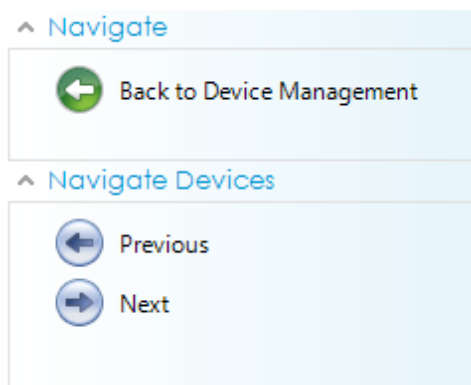 Navigate
Back to Device Management
Navigate Devices
Previous
Next